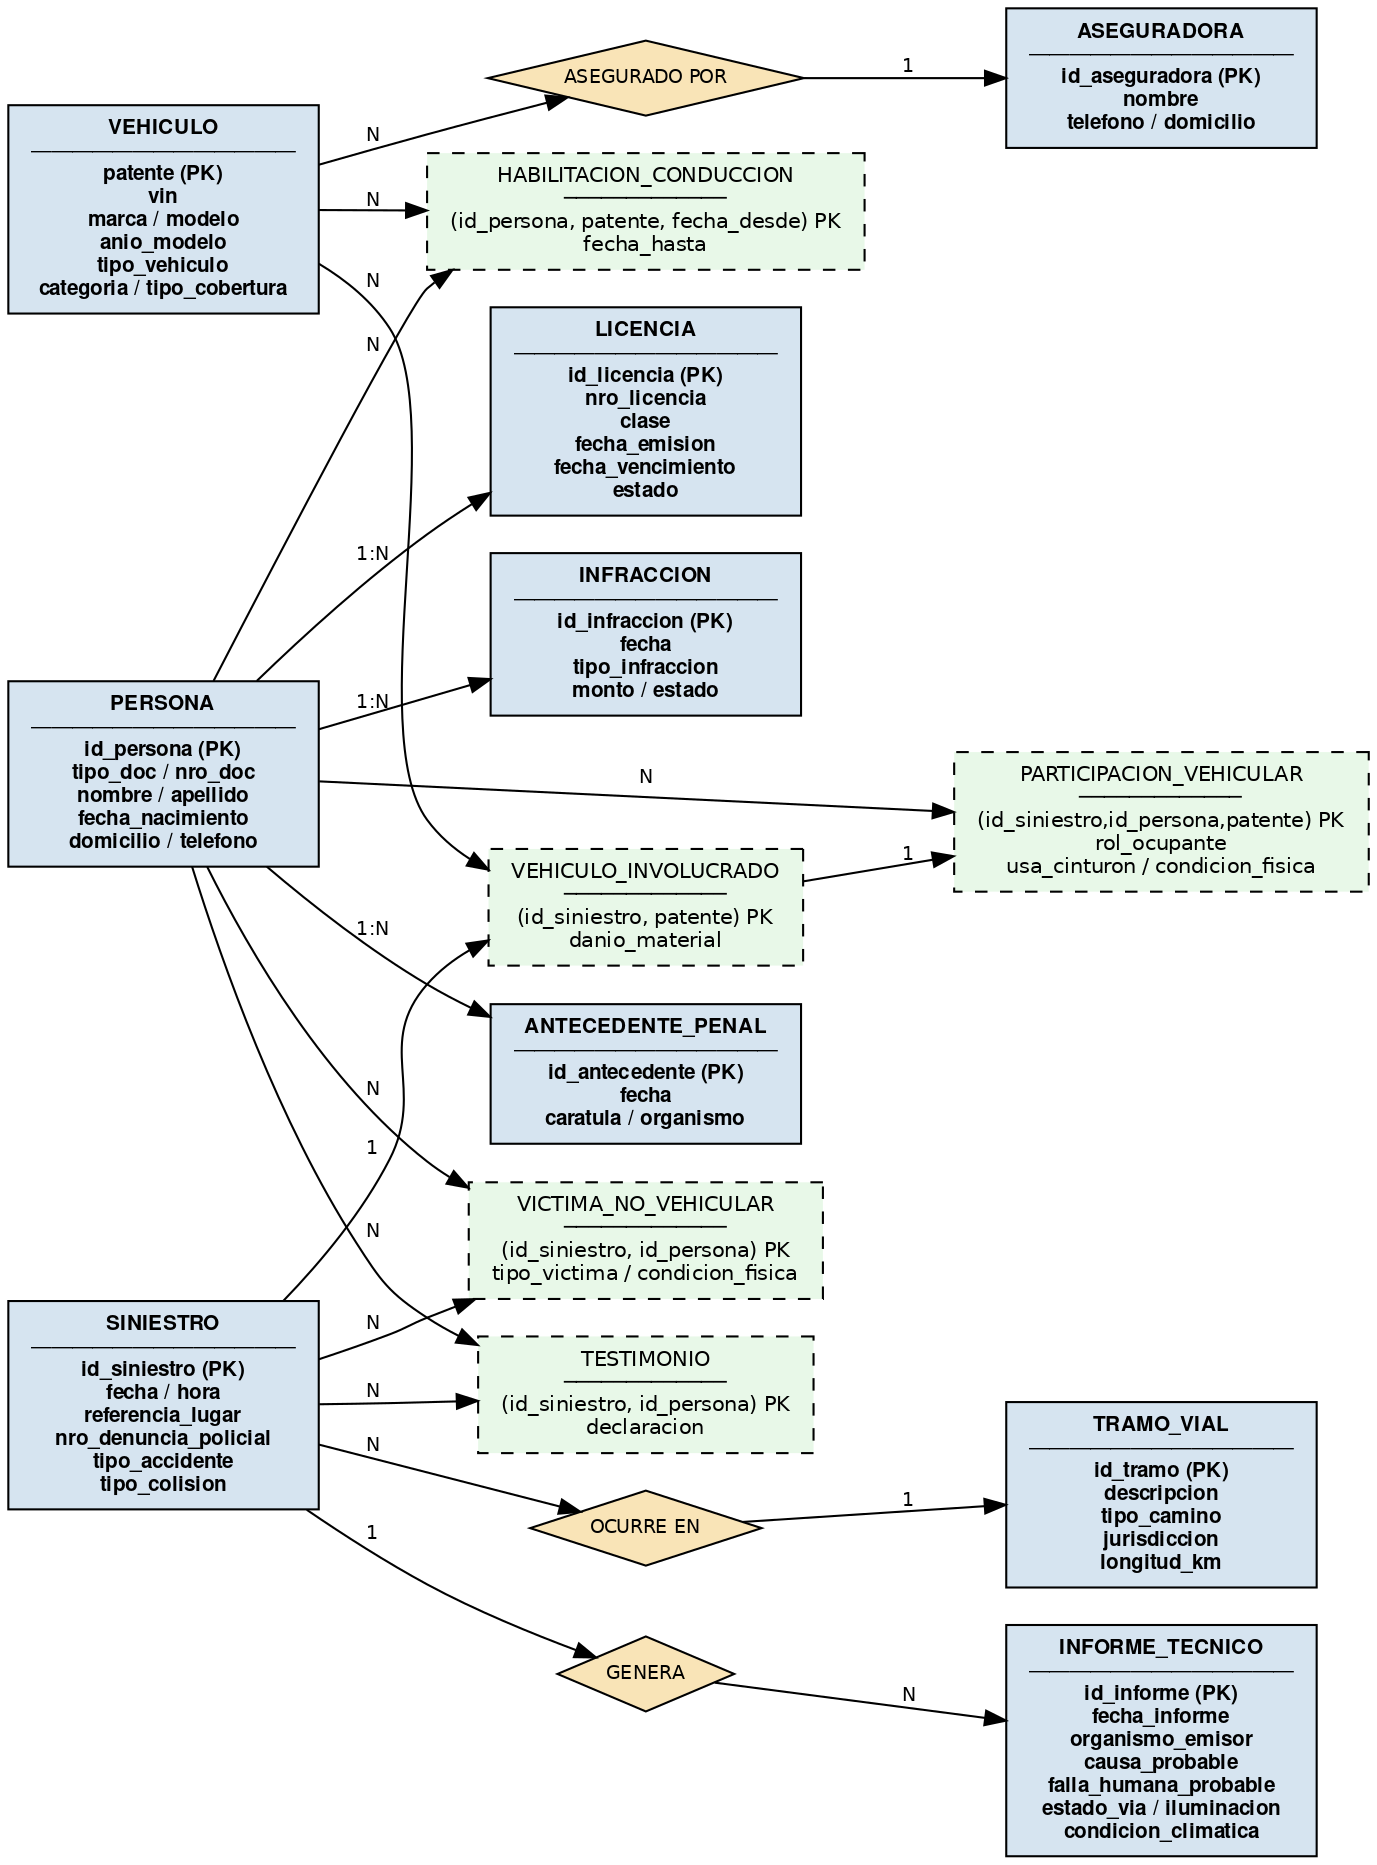 ASEGURADORA
id_aseguradora (PK)
nombre
telefono / domicilio
ASEGURADO POR
1
VEHICULO
patente (PK)
vin
marca / modelo
anio_modelo
tipo_vehiculo
categoria / tipo_cobertura
N
N
N
HABILITACION_CONDUCCION
(id_persona, patente, fecha_desde) PK
fecha_hasta
N
LICENCIA
id_licencia (PK)
nro_licencia
clase
fecha_emision
fecha_vencimiento
estado
1:N
INFRACCION
id_infraccion (PK)
fecha
tipo_infraccion
monto / estado
1:N
PERSONA
id_persona (PK)
tipo_doc / nro_doc
nombre / apellido
fecha_nacimiento
domicilio / telefono
N
PARTICIPACION_VEHICULAR
(id_siniestro,id_persona,patente) PK
rol_ocupante
usa_cinturon / condicion_fisica
VEHICULO_INVOLUCRADO
(id_siniestro, patente) PK
danio_material
1
1:N
ANTECEDENTE_PENAL
id_antecedente (PK)
fecha
caratula / organismo
N
1
N
VICTIMA_NO_VEHICULAR
(id_siniestro, id_persona) PK
tipo_victima / condicion_fisica
SINIESTRO
id_siniestro (PK)
fecha / hora
referencia_lugar
nro_denuncia_policial
tipo_accidente
tipo_colision
N
N
N
1
TESTIMONIO
(id_siniestro, id_persona) PK
declaracion
OCURRE EN
1
TRAMO_VIAL
id_tramo (PK)
descripcion
tipo_camino
jurisdiccion
longitud_km
GENERA
N
INFORME_TECNICO
id_informe (PK)
fecha_informe
organismo_emisor
causa_probable
falla_humana_probable
estado_via / iluminacion
condicion_climatica